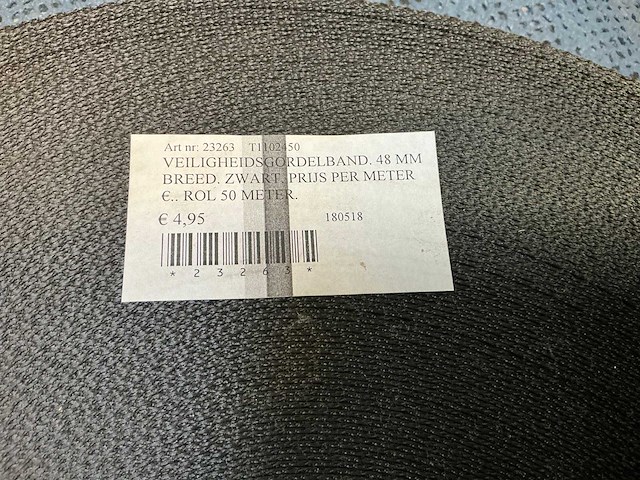 Art nr: 23263 T1102450
VEILIGHEIDSGORDELBAND. 48 MM
BREED. ZWART. PRIJS PER METER
€.. ROL 50 METER.
€ 4,95 180518
* 2 3 2 6 3 *